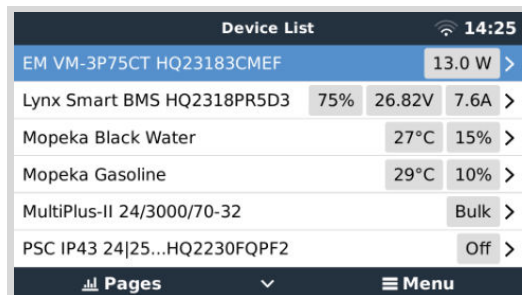 Device List 14:25
EM VM-3P75CT HQ23183CMEF 13.0 W
Lynx Smart BMS HQ2318PR5D3 75% 26.82V 7.6A
Mopeka Black Water 27°C 15%
Mopeka Gasoline 29°C 10%
MultiPlus-II 24/3000/70-32 Bulk
PSC IP43 24|25...HQ2230FQPF2 Off
Pages Menu